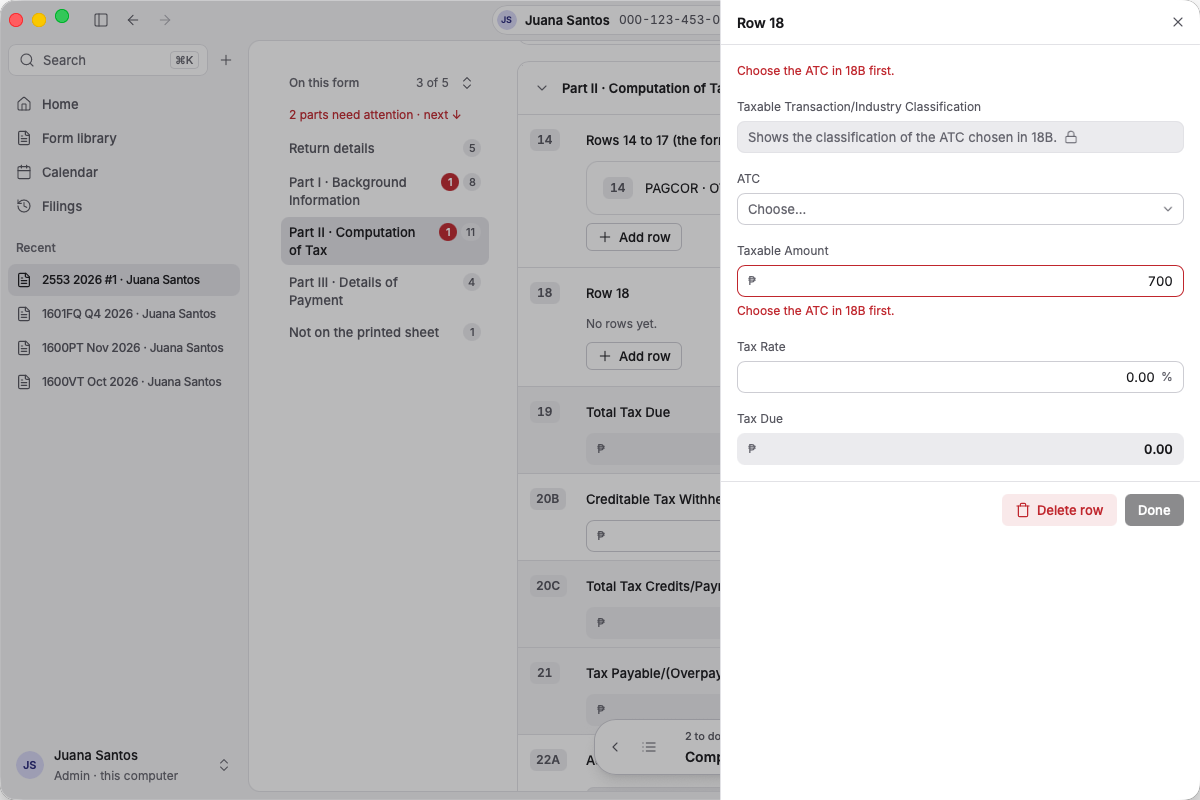 JS Juana Santos 000-123-453-0
Search ⌘K
Home
Form library
Calendar
Filings
Recent
2553 2026 #1 · Juana Santos
1601FQ Q4 2026 · Juana Santos
1600PT Nov 2026 · Juana Santos
1600VT Oct 2026 · Juana Santos
JS Juana Santos
Admin · this computer
On this form 3 of 5
2 parts need attention · next ↓
Return details 5
Part I · Background
Information
1 8
Part II · Computation
of Tax
1 11
Part III · Details of
Payment
4
Not on the printed sheet 1
Part II · Computation of Ta
14 Rows 14 to 17 (the for
14 PAGCOR · O
+ Add row
18 Row 18
No rows yet.
+ Add row
19 Total Tax Due
₱
20B Creditable Tax Withhe
₱
20C Total Tax Credits/Pay
₱
21 Tax Payable/(Overpay
₱
22A A
2 to do
Comp
Row 18
Choose the ATC in 18B first.
Taxable Transaction/Industry Classification
Shows the classification of the ATC chosen in 18B.
ATC
Choose...
Taxable Amount
₱ 700
Choose the ATC in 18B first.
Tax Rate
0.00 %
Tax Due
₱ 0.00
Delete row
Done